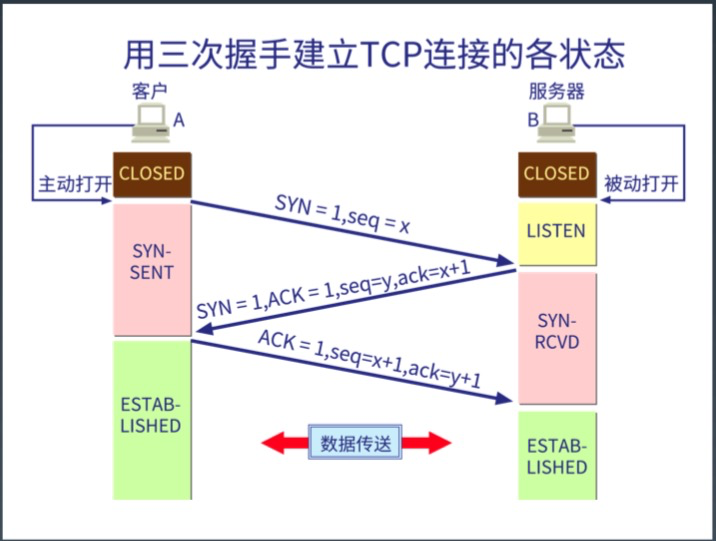 用三次握手建立TCP连接的各状态
客户
服务器
A
B
CLOSED
CLOSED
主动打开
被动打开
SYN = 1,seq = x
LISTEN
SYN-
SENT
SYN = 1,ACK = 1,seq=y,ack=x+1
SYN-
RCVD
ACK = 1,seq=x+1,ack=y+1
ESTAB-
LISHED
数据传送
ESTAB-
LISHED